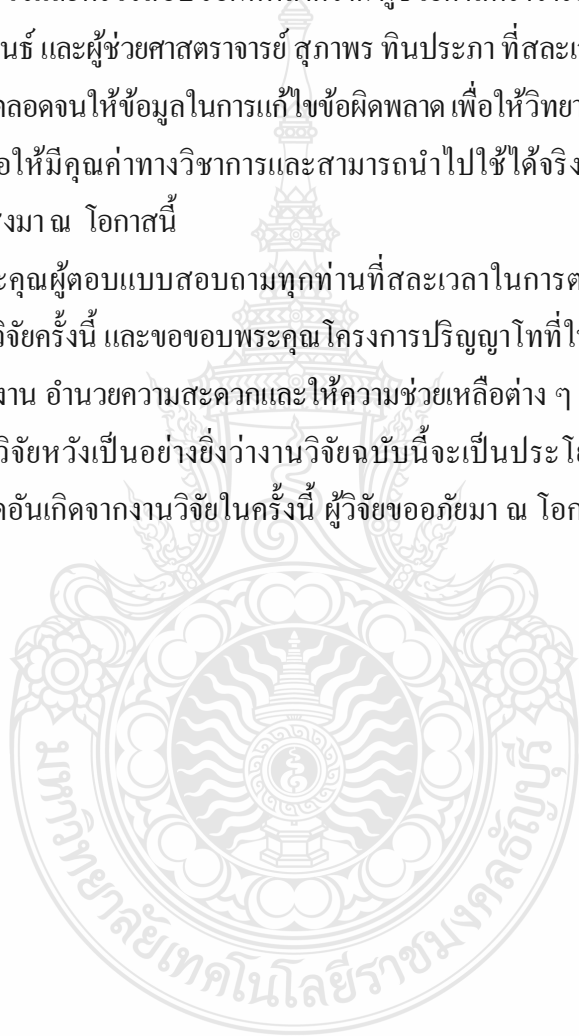 นธ์ และผู้ช่วยศาสตราจารย์ สุภาพร ทินประภา ที่สละเ
ตลอดจนให้ข้อมูลในการแก้ไขข้อผิดพลาด เพื่อให้วิทยา
อให้มีคุณค่าทางวิชาการและสามารถนำไปใช้ได้จริง
งมา ณ โอกาสนี้
ะคุณผู้ตอบแบบสอบถามทุกท่านที่สละเวลาในการต
วิจัยครั้งนี้ และขอขอบพระคุณโครงการปริญญาโทที่ให
งาน อำนวยความสะดวกและให้ความช่วยเหลือต่าง ๆ
วิจัยหวังเป็นอย่างยิ่งว่างานวิจัยฉบับนี้จะเป็นประโย
อันเกิดจากงานวิจัยในครั้งนี้ ผู้วิจัยขออภัยมา ณ โอก
มหาวิทยาลัยเทคโนโลยีราชมงคลธัญบุรี